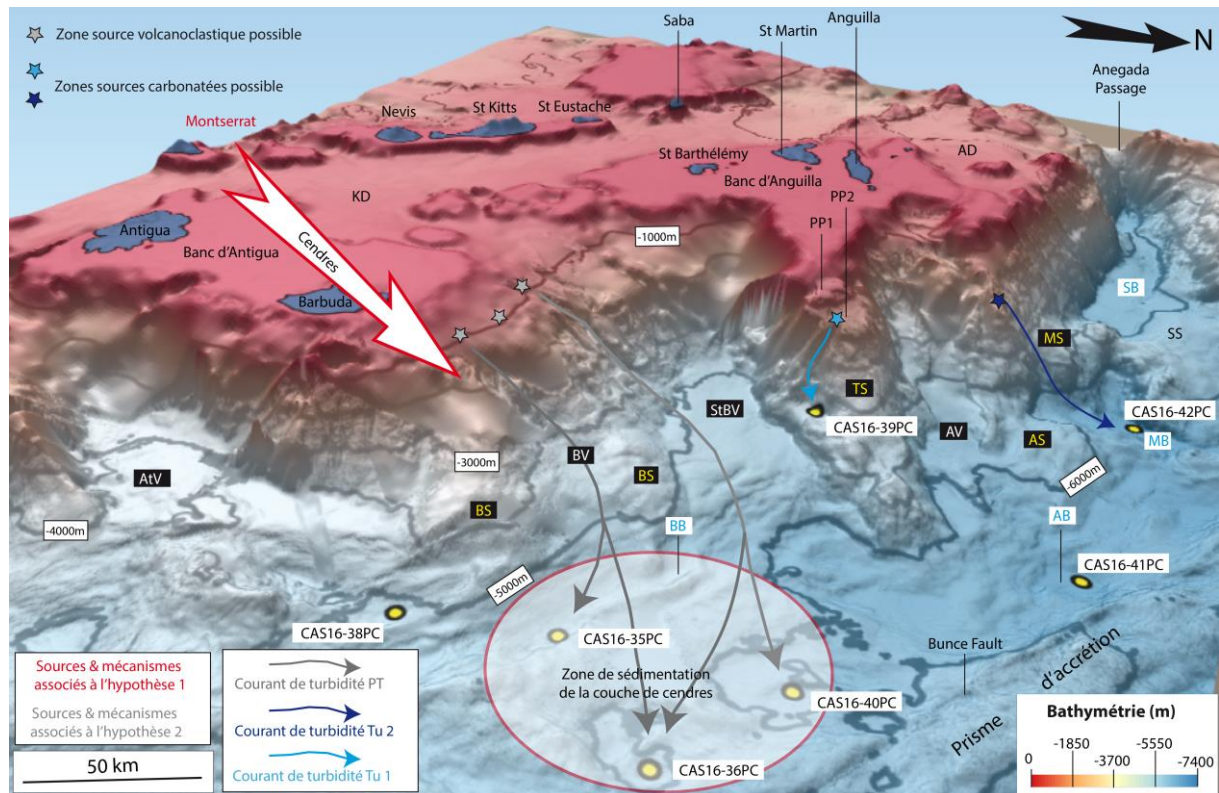 Zone source volcanoclastique possible
Zones sources carbonatées possible
Saba
St Martin
Anguilla
N
Anegada
Passage
Montserrat
Nevis
St Kitts
St Eustache
St Barthélémy
Banc d'Anguilla
AD
PP2
PP1
KD
Antigua
Banc d'Antigua
Cendres
Barbuda
-1000m
SB
SS
MS
TS
StBV
CAS16-39PC
CAS16-42PC
MB
AV
AS
-6000m
AtV
-3000m
BV
BS
BS
-4000m
BB
AB
-5000m
CAS16-41PC
CAS16-38PC
CAS16-35PC
Bunce Fault
Zone de sédimentation
de la couche de cendres
CAS16-40PC
CAS16-36PC
Prisme d'accrétion
Sources & mécanismes
associés à l'hypothèse 1
Sources & mécanismes
associés à l'hypothèse 2
50 km
Courant de turbidité PT
Courant de turbidité Tu 2
Courant de turbidité Tu 1
Bathymétrie (m)
-1850 -5550
0 -3700 -7400